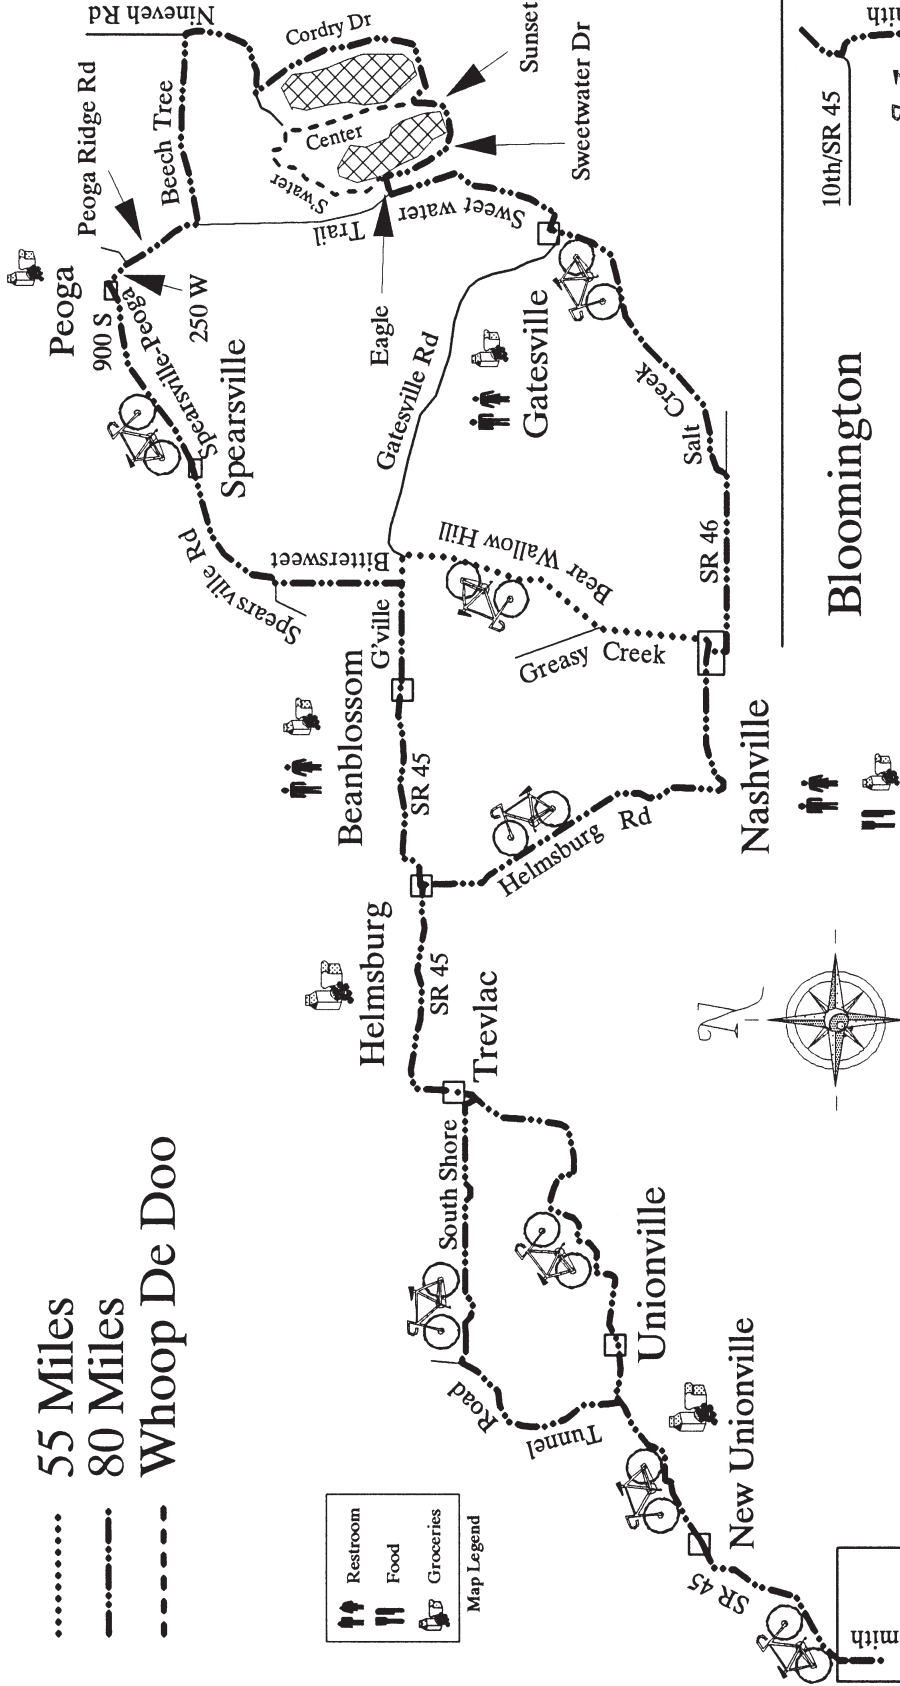 55 Miles
80 Miles
Whoop De Doo
Restroom
Food
Groceries
Map Legend
Nineveh Rd
Cordry Dr
Sunset
Sweetwater Dr
Center
S'water
Beech Tree
Peoga Ridge Rd
Peoga
900 S
250 W
Spearsville-Peoga
Spearsville
Spearsville Rd
Trail
Sweet water
Eagle
Gatesville Rd
Gatesville
Salt
Creek
SR 46
Bittersweet
G'ville
Bear Wallow Hill
Greasy Creek
Beanblossom
SR 45
Helmsburg
Helmsburg Rd
Nashville
SR 45
Trevlac
South Shore
Tunnel
Road
Unionville
New Unionville
SR 45
N
Bloomington
10th/SR 45